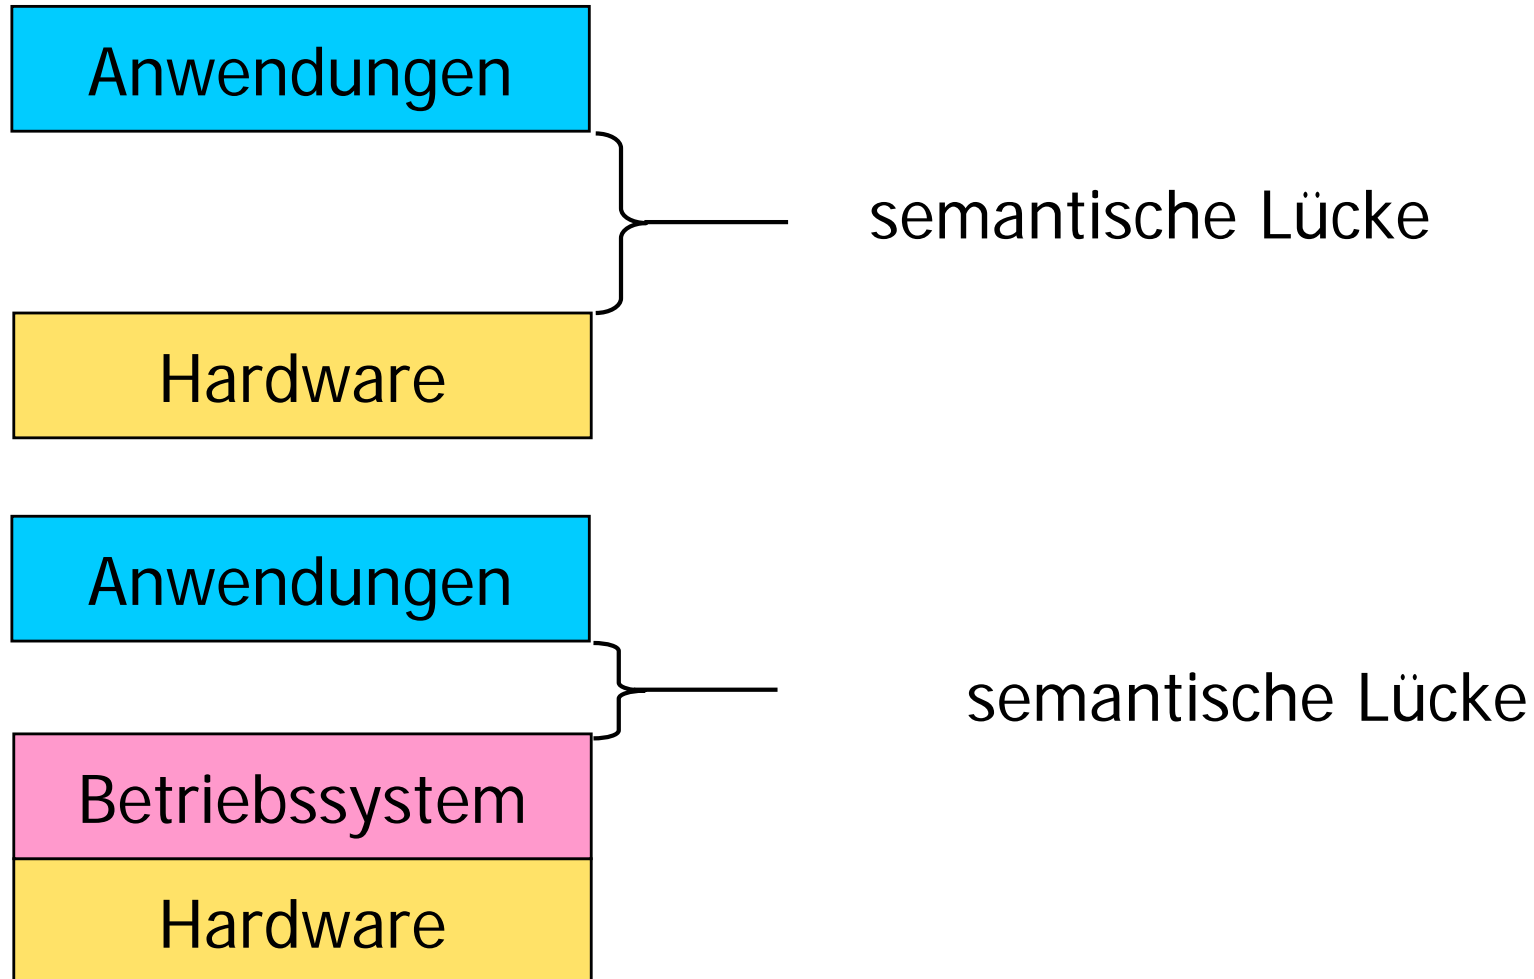 Anwendungen
semantische Lücke
Hardware
Anwendungen
semantische Lücke
Betriebssystem
Hardware